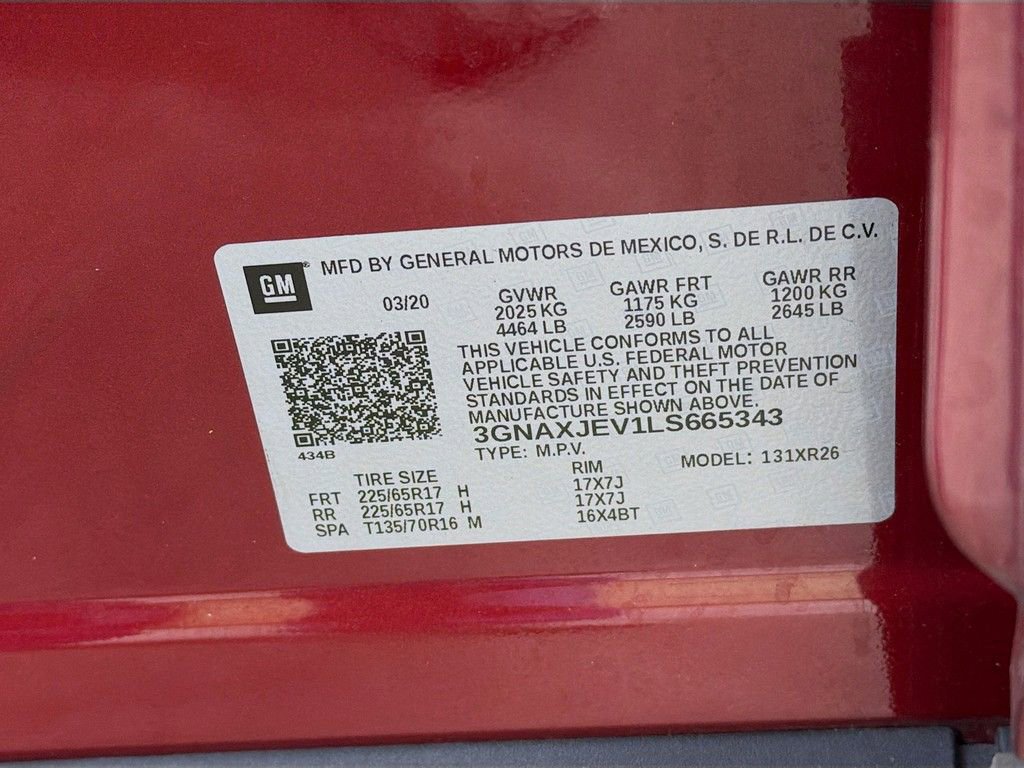 GM® MFD BY GENERAL MOTORS DE MEXICO, S. DE R.L. DE C.V.
03/20 GVWR GAWR FRT GAWR RR
2025 KG 1175 KG 1200 KG
4464 LB 2590 LB 2645 LB
THIS VEHICLE CONFORMS TO ALL
APPLICABLE U.S. FEDERAL MOTOR
VEHICLE SAFETY AND THEFT PREVENTION
STANDARDS IN EFFECT ON THE DATE OF
MANUFACTURE SHOWN ABOVE.
3GNAXJEV1LS665343
434B
TYPE: M.P.V. MODEL: 131XR26
TIRE SIZE RIM
FRT 225/65R17 H 17X7J
RR 225/65R17 H 17X7J
SPA T135/70R16 M 16X4BT